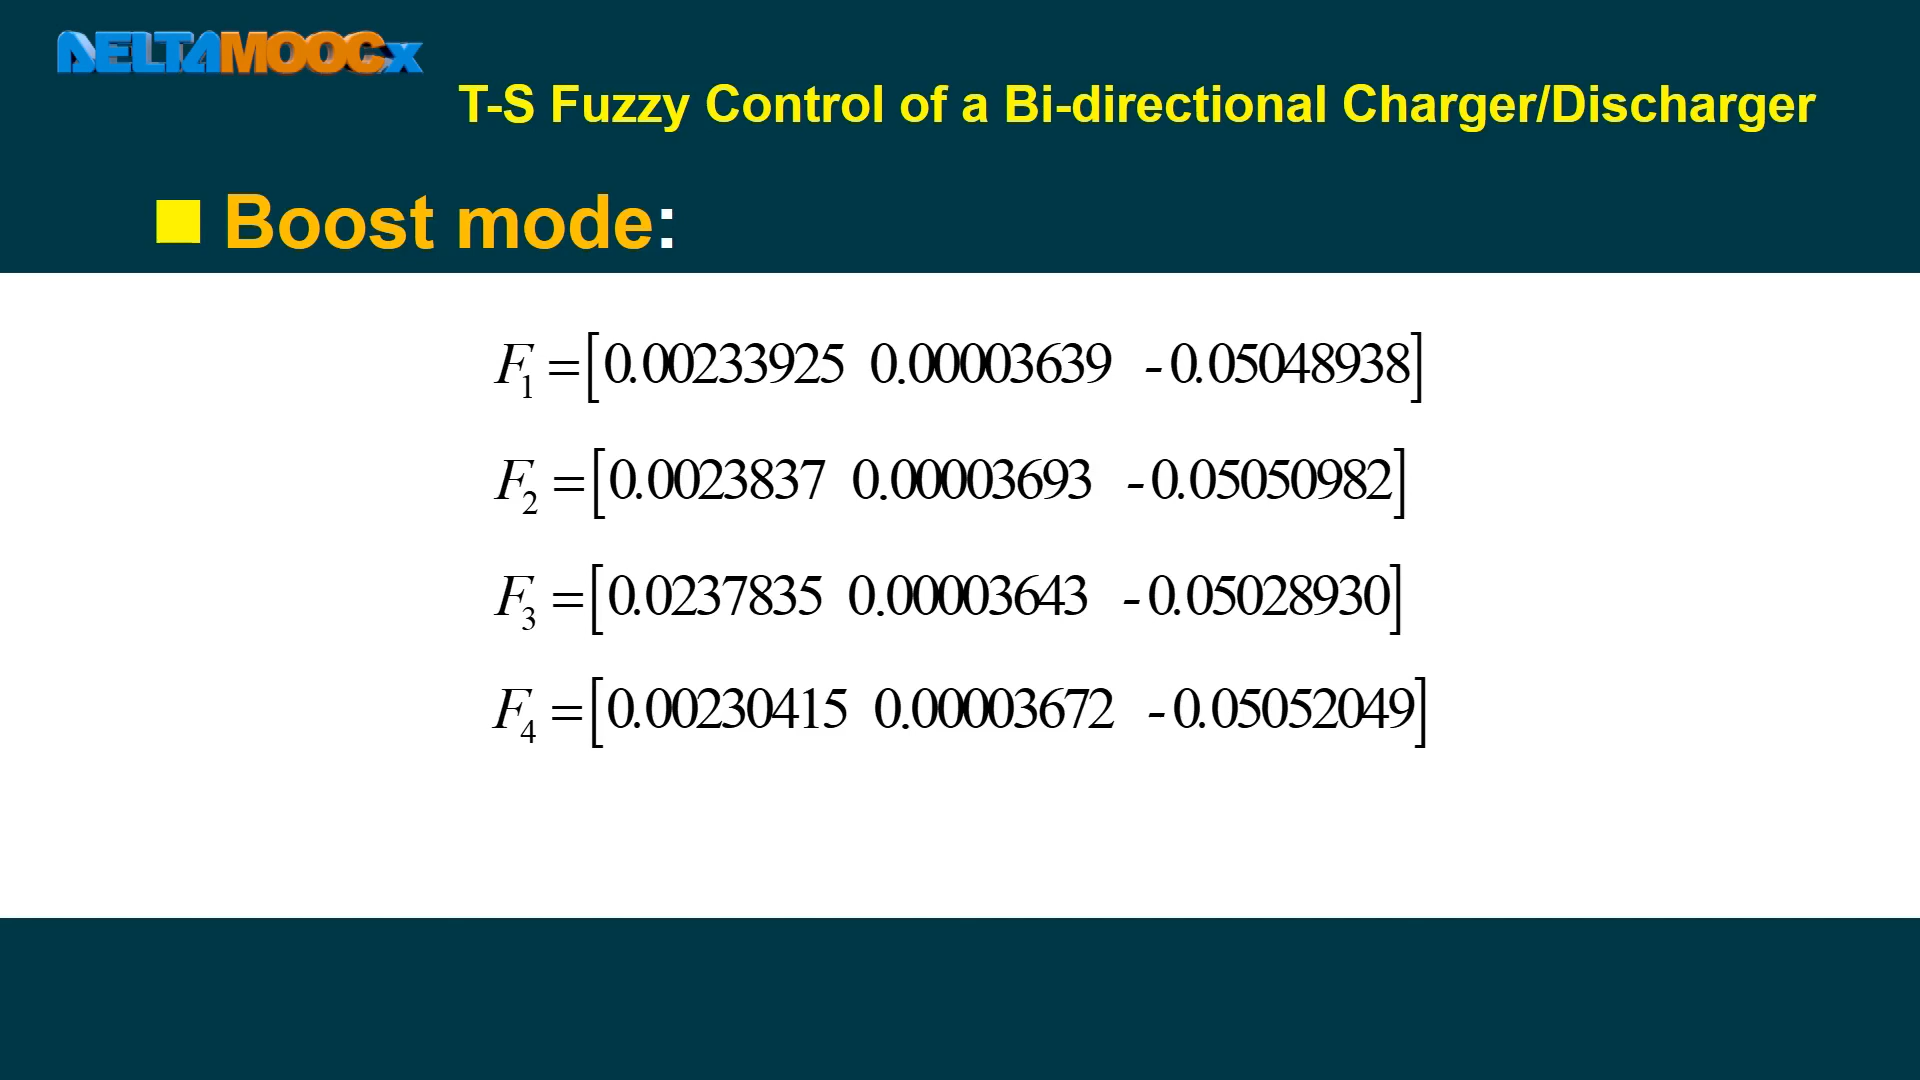 DELTAMOOCx
T-S Fuzzy Control of a Bi-directional Charger/Discharger
Boost mode:
F₁ = [0.00233925 0.00003639 -0.05048938]
F₂ = [0.0023837 0.00003693 -0.05050982]
F₃ = [0.0237835 0.00003643 -0.05028930]
F₄ = [0.00230415 0.00003672 -0.05052049]